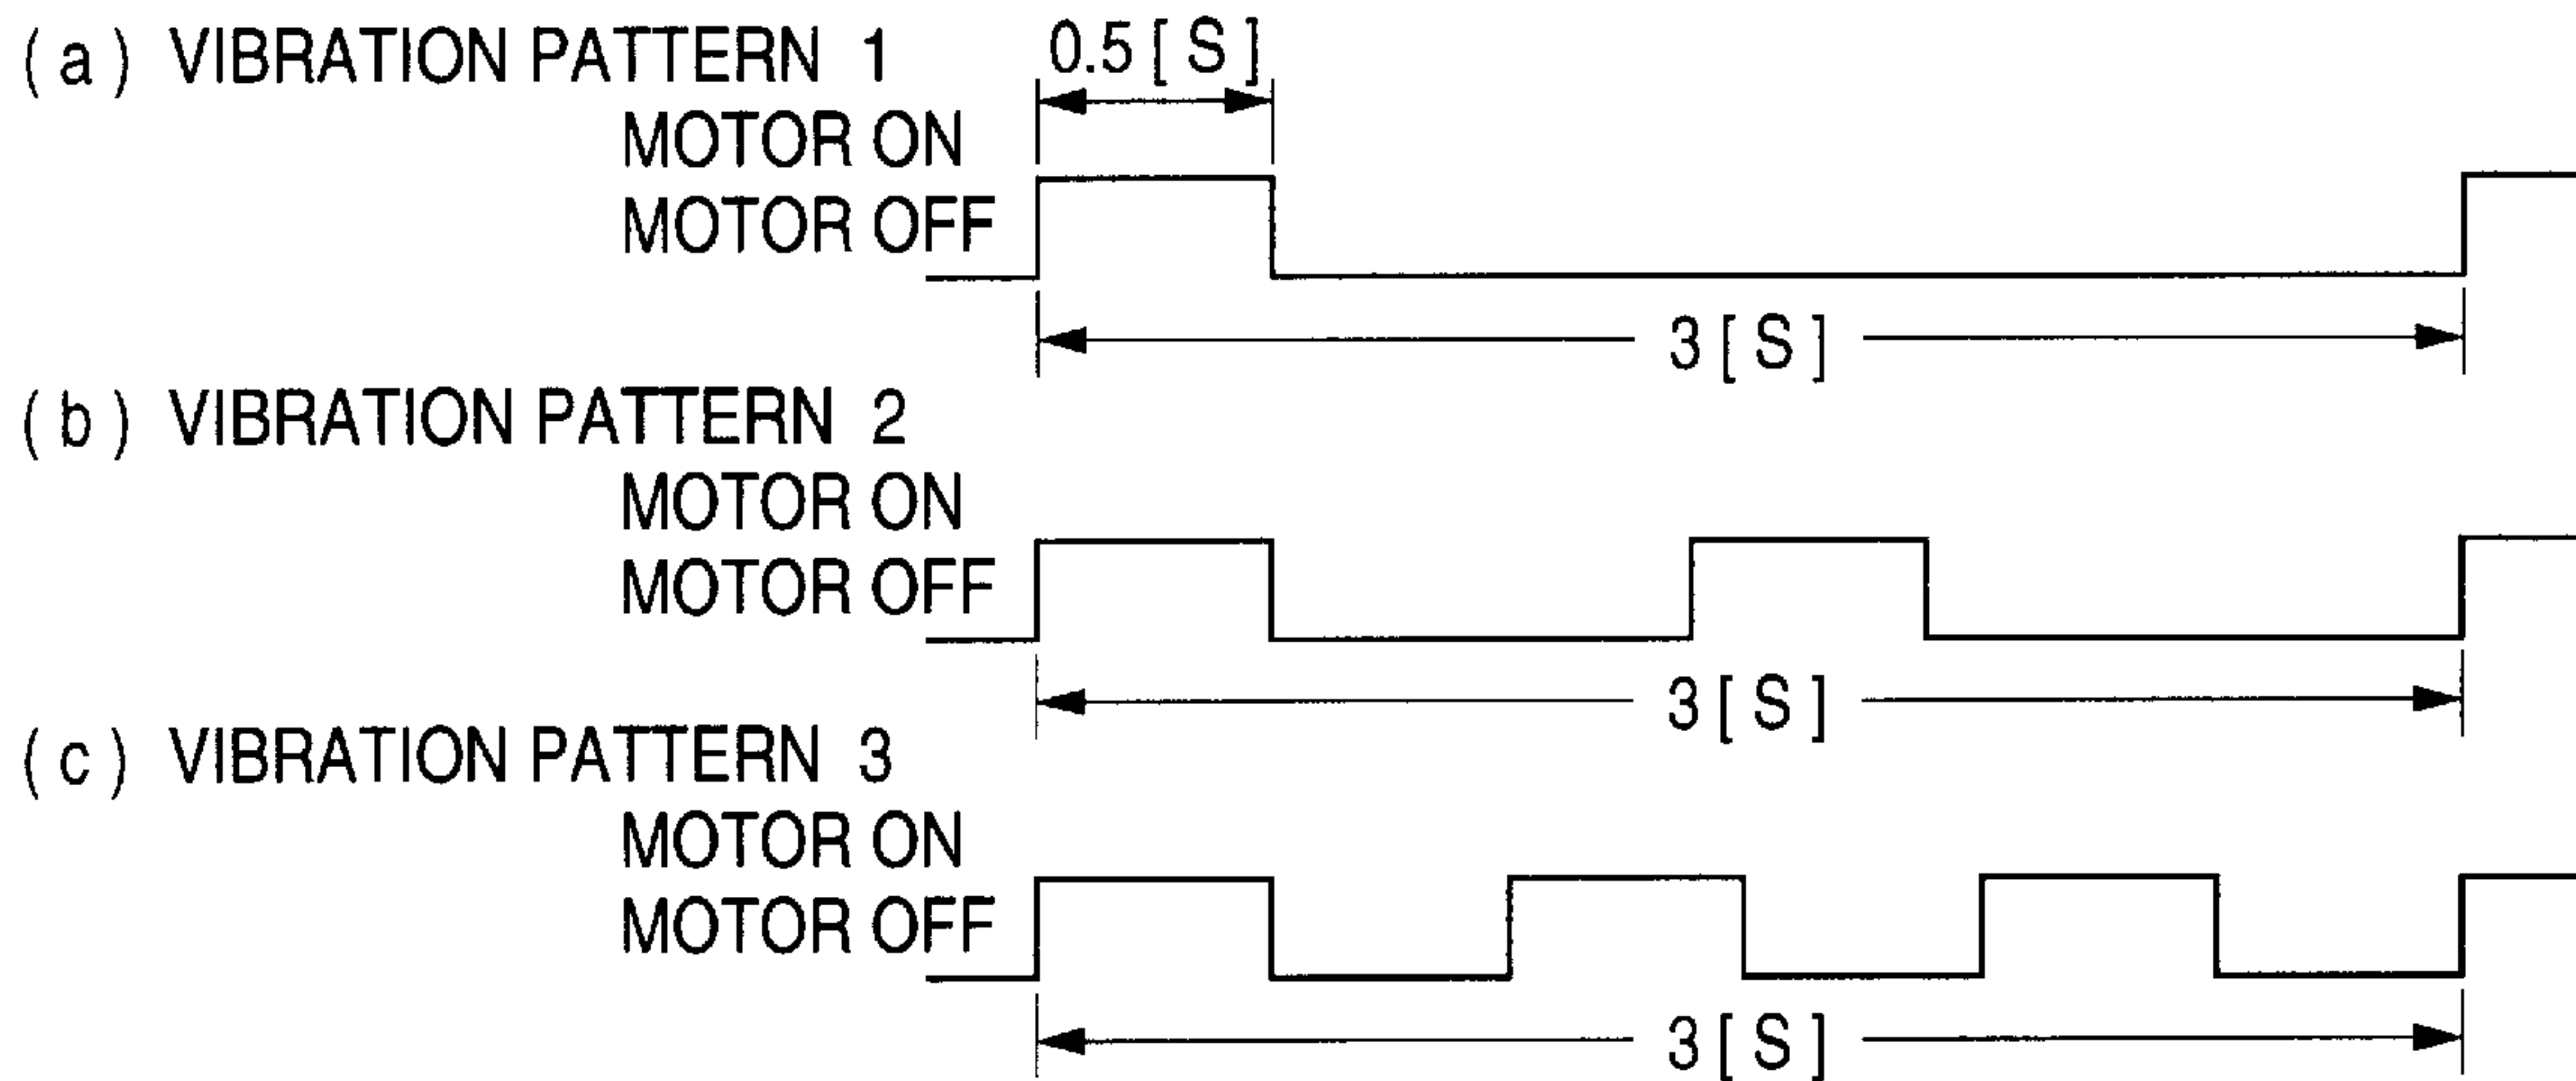 ( a ) VIBRATION PATTERN 1
0.5 [ S ]
MOTOR ON
MOTOR OFF
3 [ S ]
( b ) VIBRATION PATTERN 2
MOTOR ON
MOTOR OFF
3 [ S ]
( c ) VIBRATION PATTERN 3
MOTOR ON
MOTOR OFF
3 [ S ]